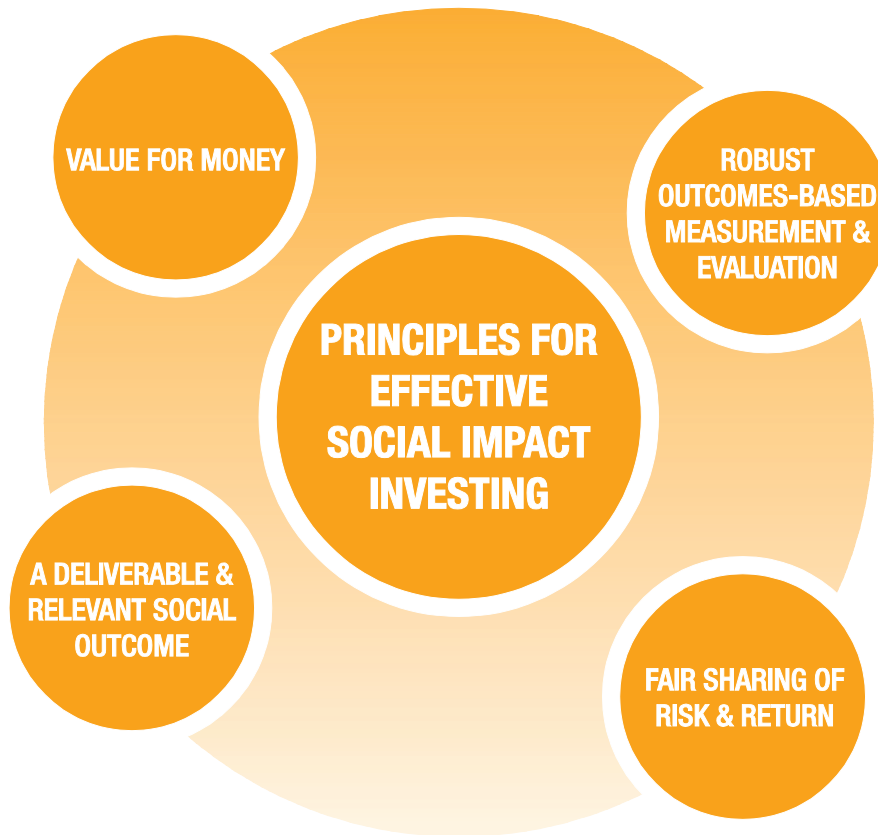 VALUE FOR MONEY
ROBUST
OUTCOMES-BASED
MEASUREMENT &
EVALUATION
PRINCIPLES FOR
EFFECTIVE
SOCIAL IMPACT
INVESTING
A DELIVERABLE &
RELEVANT SOCIAL
OUTCOME
FAIR SHARING OF
RISK & RETURN